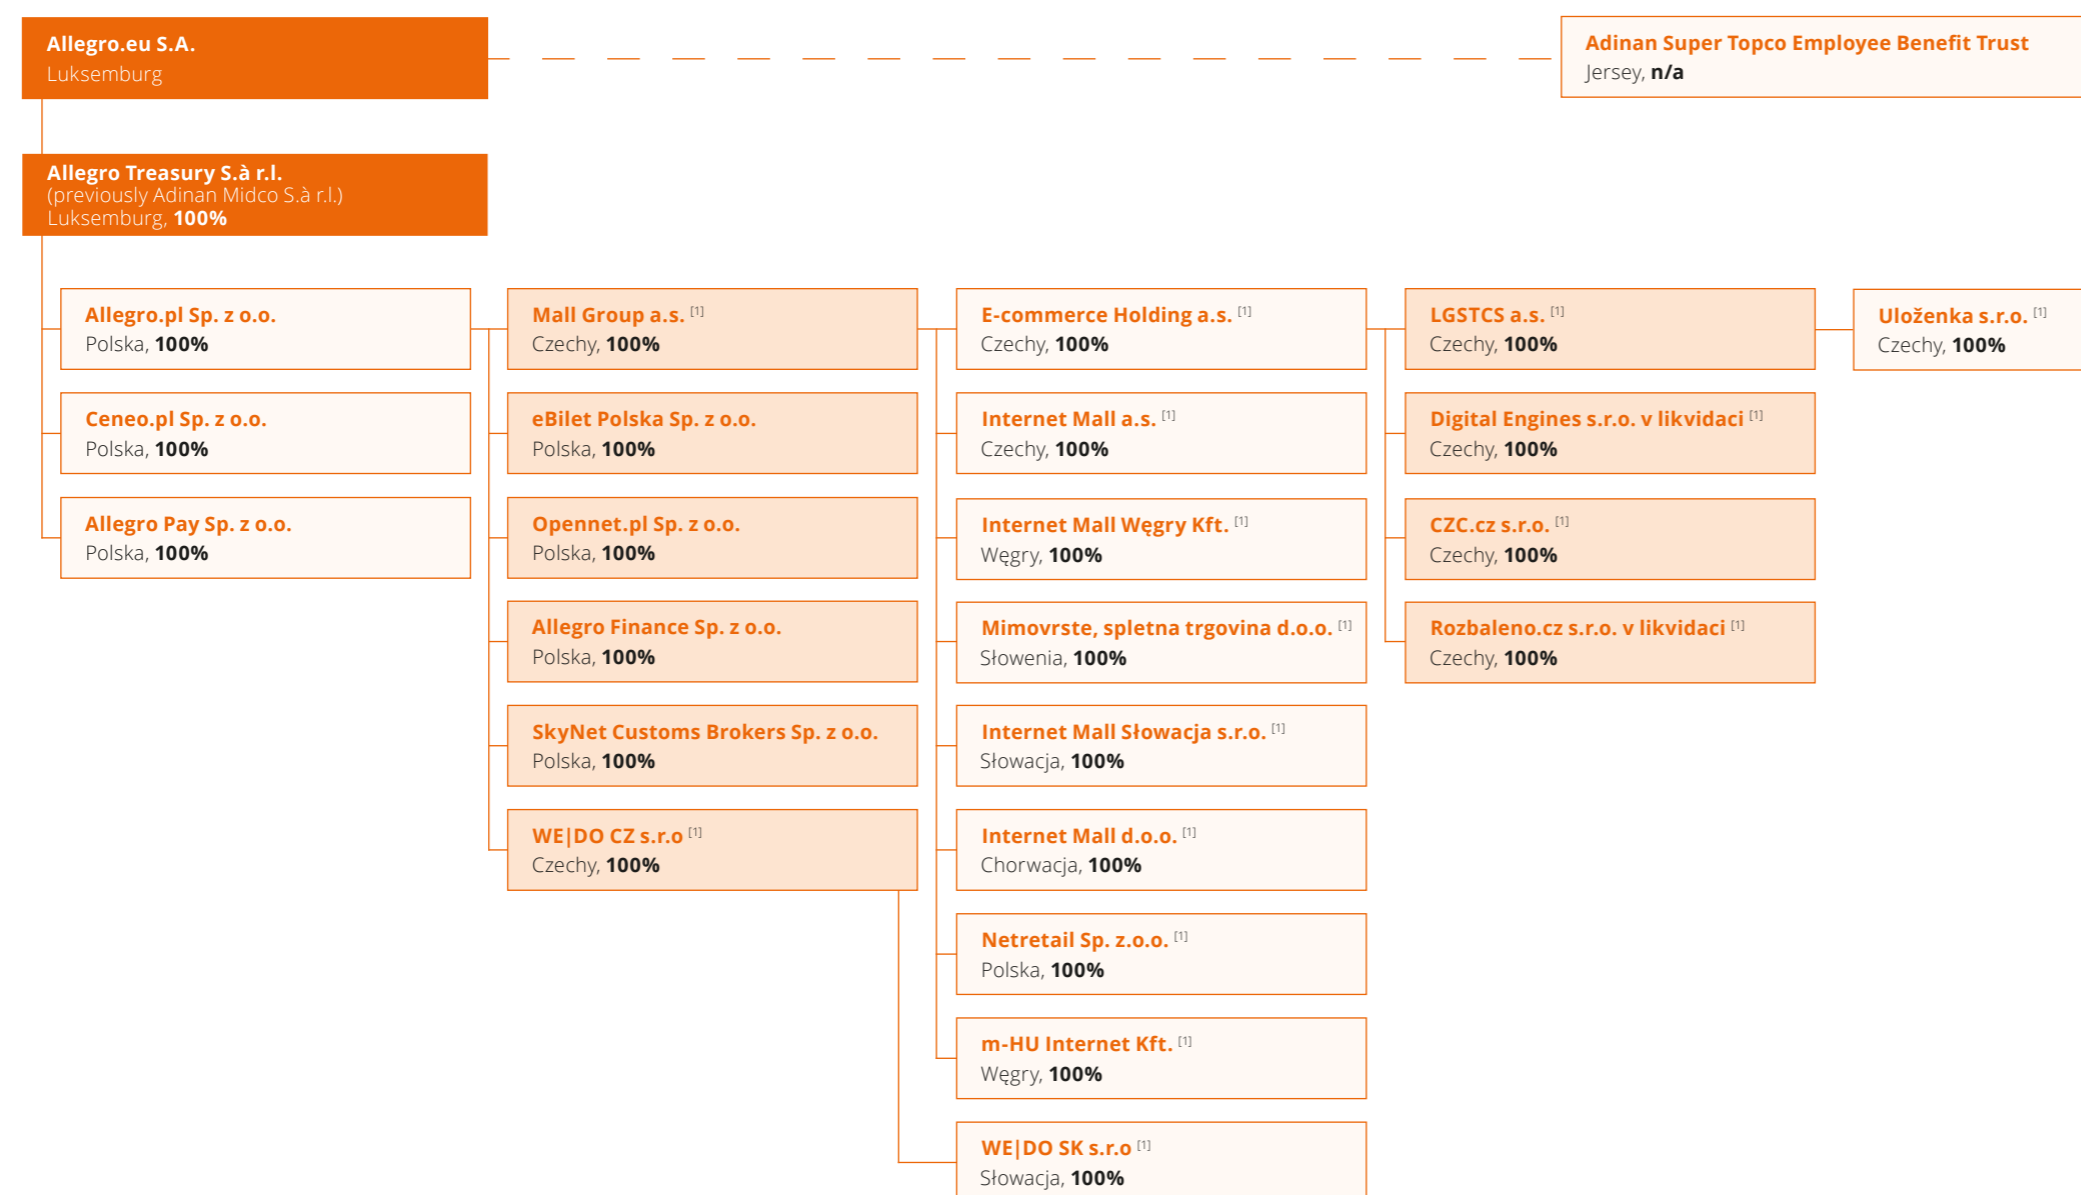 Allegro.eu S.A.
Luksemburg
Adinan Super Topco Employee Benefit Trust
Jersey, n/a
Allegro Treasury S.à r.l.
(previously Adinan Midco S.à r.l.)
Luksemburg, 100%
Allegro.pl Sp. z o.o.
Polska, 100%
Ceneo.pl Sp. z o.o.
Polska, 100%
Allegro Pay Sp. z o.o.
Polska, 100%
Mall Group a.s. [1]
Czechy, 100%
eBilet Polska Sp. z o.o.
Polska, 100%
Opennet.pl Sp. z o.o.
Polska, 100%
Allegro Finance Sp. z o.o.
Polska, 100%
SkyNet Customs Brokers Sp. z o.o.
Polska, 100%
WE|DO CZ s.r.o [1]
Czechy, 100%
E-commerce Holding a.s. [1]
Czechy, 100%
Internet Mall a.s. [1]
Czechy, 100%
Internet Mall Węgry Kft. [1]
Węgry, 100%
Mimovrste, spletna trgovina d.o.o. [1]
Słowenia, 100%
Internet Mall Słowacja s.r.o. [1]
Słowacja, 100%
Internet Mall d.o.o. [1]
Chorwacja, 100%
Netretail Sp. z.o.o. [1]
Polska, 100%
m-HU Internet Kft. [1]
Węgry, 100%
WE|DO SK s.r.o [1]
Słowacja, 100%
LGSTCS a.s. [1]
Czechy, 100%
Digital Engines s.r.o. v likvidaci [1]
Czechy, 100%
CZC.cz s.r.o. [1]
Czechy, 100%
Rozbaleno.cz s.r.o. v likvidaci [1]
Czechy, 100%
Uloženka s.r.o. [1]
Czechy, 100%